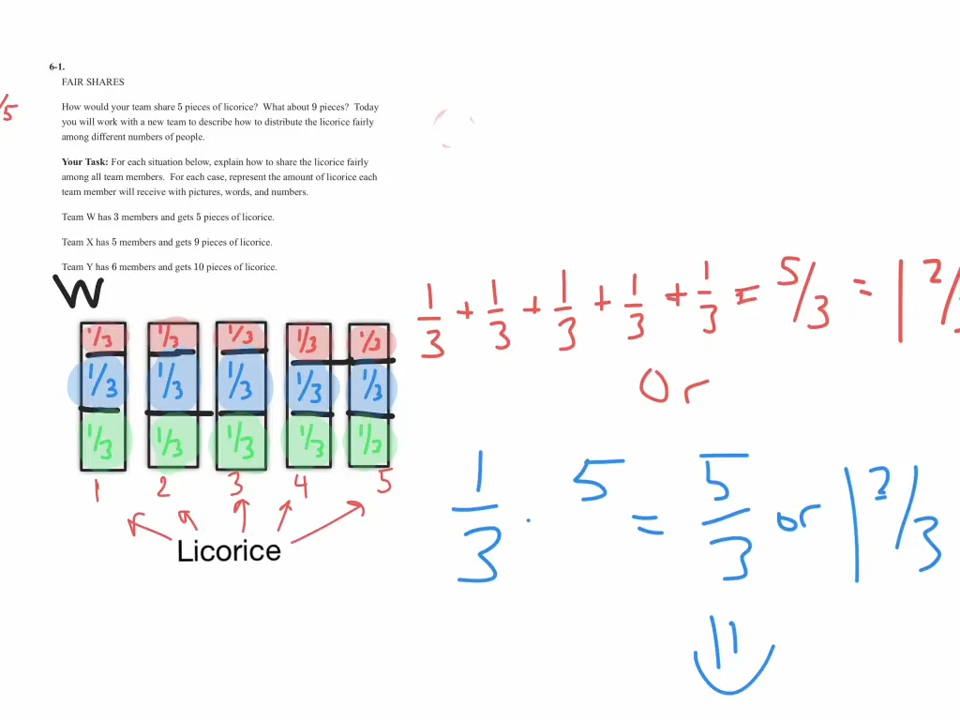 6-1.
FAIR SHARES
How would your team share 5 pieces of licorice? What about 9 pieces? Today
you will work with a new team to describe how to distribute the licorice fairly
among different numbers of people.
Your Task: For each situation below, explain how to share the licorice fairly
among all team members. For each case, represent the amount of licorice each
team member will receive with pictures, words, and numbers.
Team W has 3 members and gets 5 pieces of licorice.
Team X has 5 members and gets 9 pieces of licorice.
Team Y has 6 members and gets 10 pieces of licorice.
W
1/3 1/3 1/3 1/3 1/3
1/3 1/3 1/3 1/3 1/3
1/3 1/3 1/3 1/3 1/3
1 2 3 4 5
Licorice
/5
1/3 + 1/3 + 1/3 + 1/3 + 1/3 = 5/3 = 1 2/
Or
1/3 · 5 = 5/3 or 1 2/3